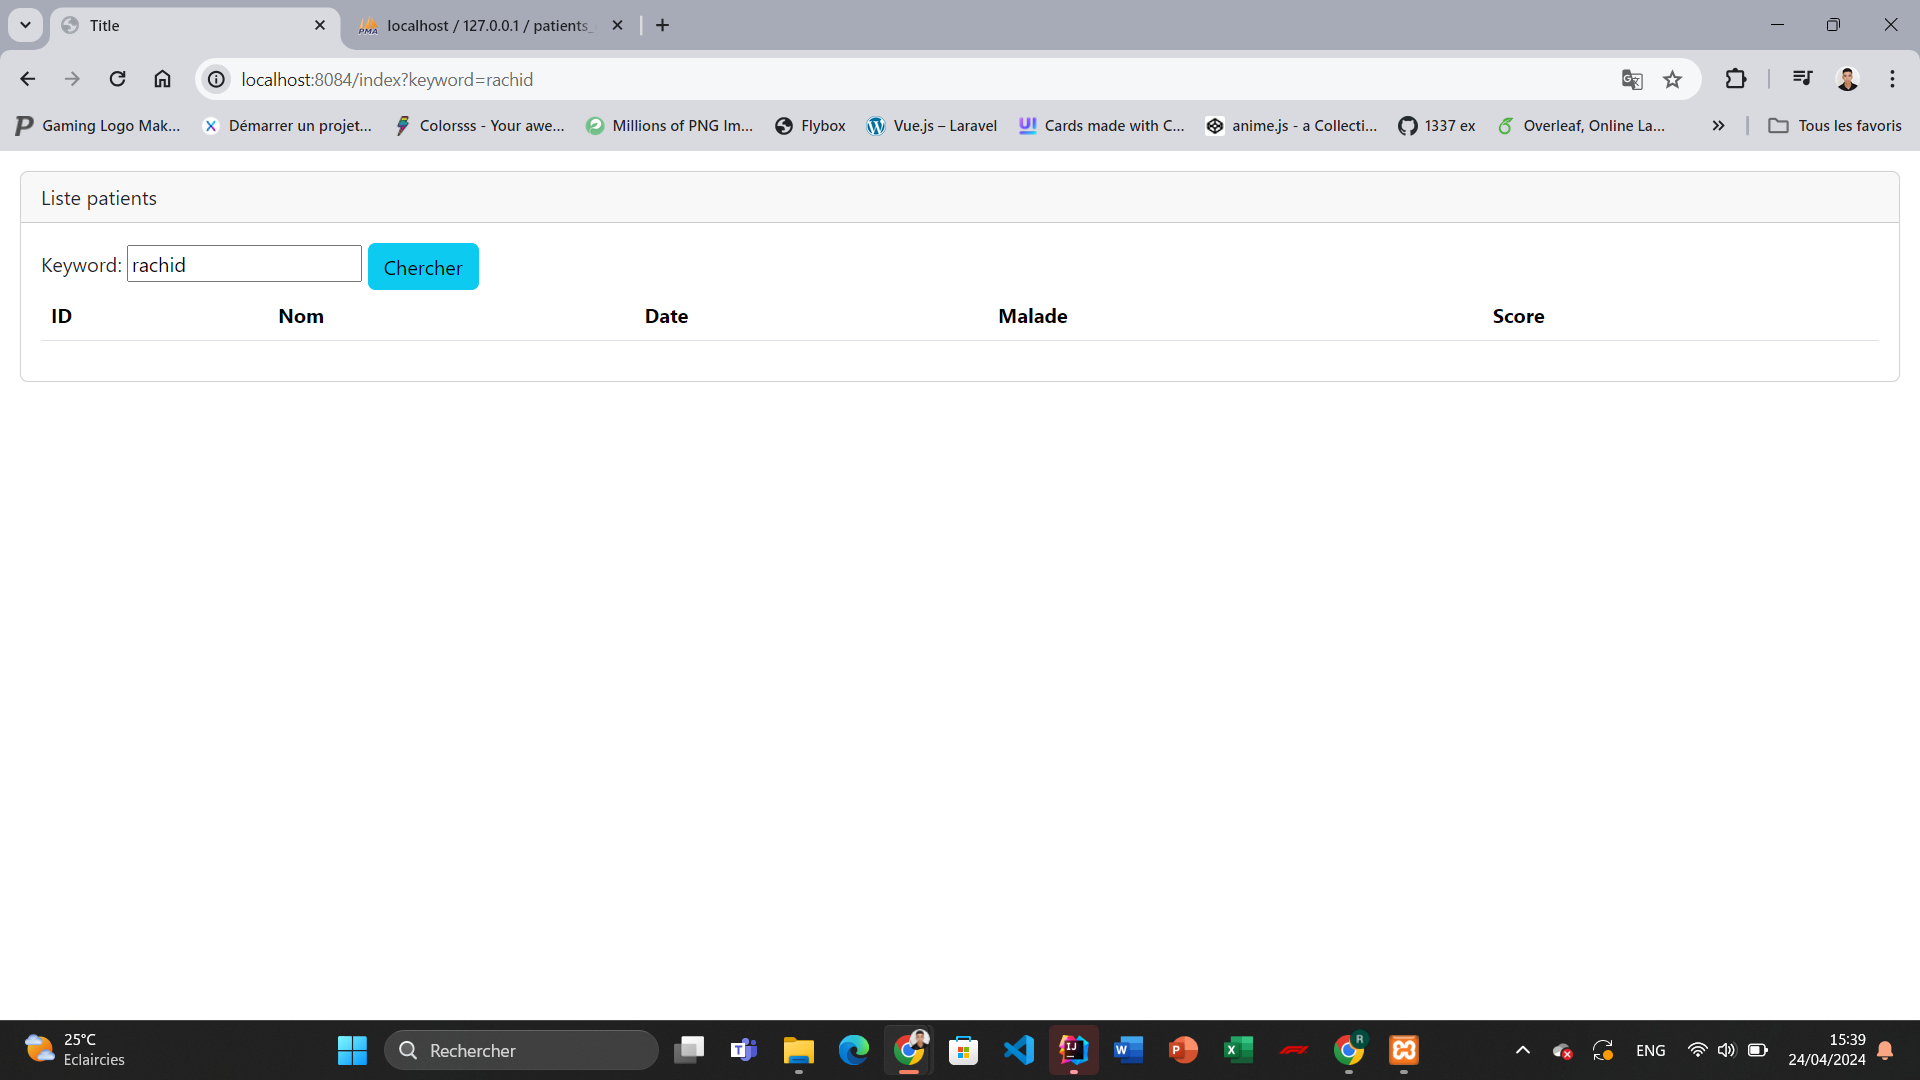 Title
localhost / 127.0.0.1 / patients_
PMA
localhost:8084/index?keyword=rachid
Gaming Logo Mak... Démarrer un projet... Colorsss - Your awe... Millions of PNG Im... Flybox Vue.js – Laravel Cards made with C... anime.js - a Collecti... 1337 ex Overleaf, Online La... Tous les favoris
Liste patients
Keyword: rachid Chercher
ID Nom Date Malade Score
25°C
Eclaircies
Rechercher
ENG
15:39
24/04/2024